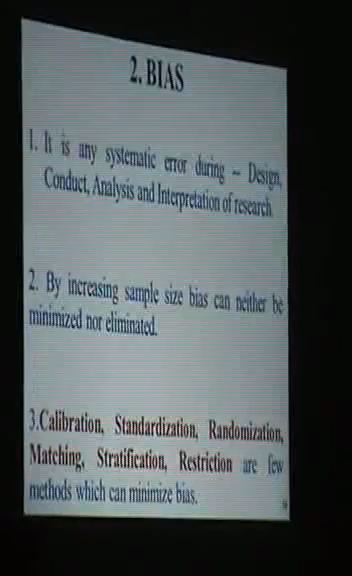 2. BIAS
1. It is any systematic error during – Design,
Conduct, Analysis and Interpretation of research
2. By increasing sample size bias can neither be
minimized nor eliminated.
3.Calibration, Standardization, Randomization,
Matching, Stratification, Restriction are few
methods which can minimize bias.